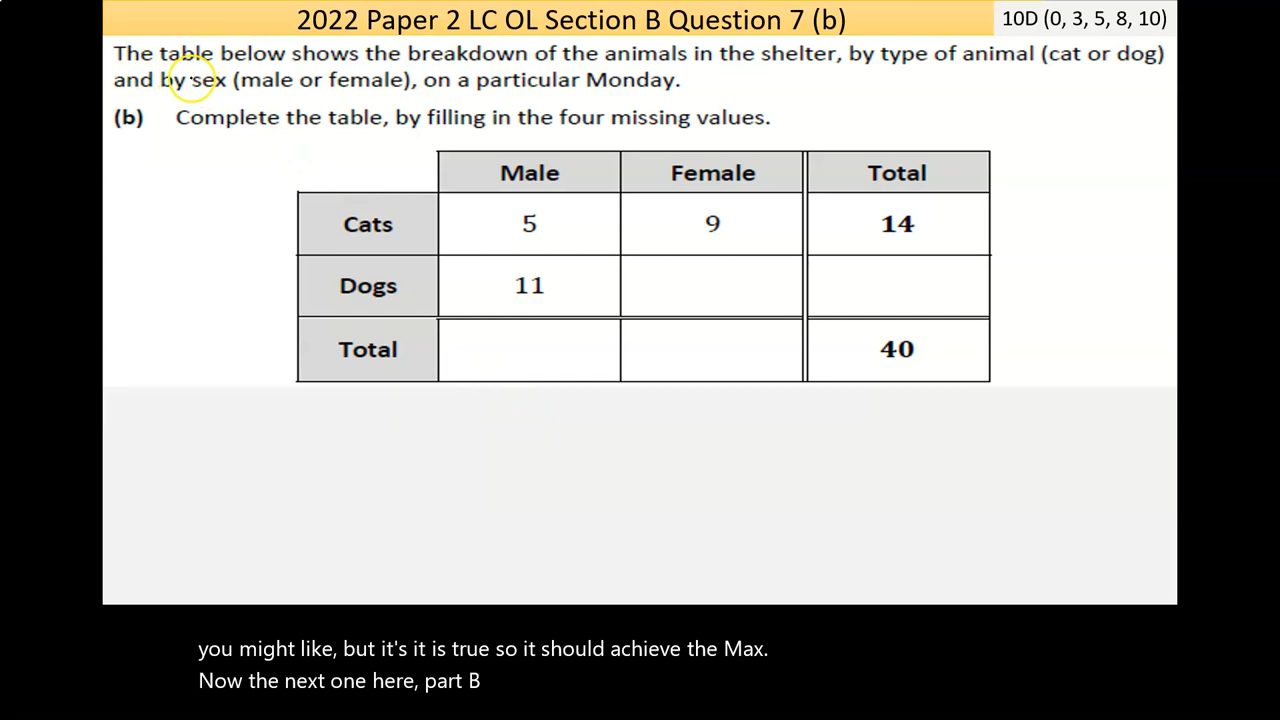 2022 Paper 2 LC OL Section B Question 7 (b)
10D (0, 3, 5, 8, 10)
The table below shows the breakdown of the animals in the shelter, by type of animal (cat or dog)
and by sex (male or female), on a particular Monday.
(b) Complete the table, by filling in the four missing values.
Male Female Total
Cats 5 9 14
Dogs 11
Total 40
you might like, but it's it is true so it should achieve the Max.
Now the next one here, part B